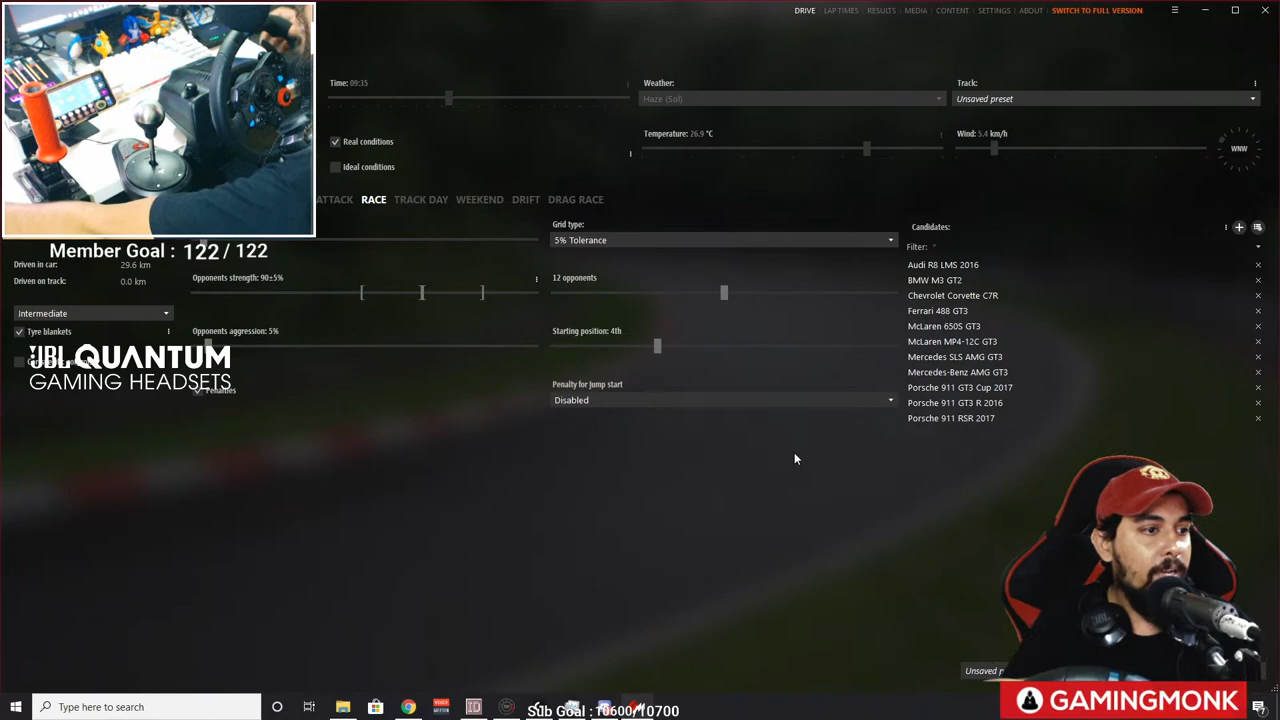 DRIVE LAP TIMES RESULTS MEDIA CONTENT SETTINGS ABOUT SWITCH TO FULL VERSION
Time: 09:35
Weather:
Track:
Haze (Sol)
Unsaved preset
Real conditions
Temperature: 26.9 °C
Wind: 5.4 km/h
WNW
Ideal conditions
ATTACK RACE TRACK DAY WEEKEND DRIFT DRAG RACE
Member Goal : 122 / 122
Driven in car: 29.6 km
Driven on track: 0.0 km
Intermediate
Tyre blankets
JBL QUANTUM
GAMING HEADSETS
Opponents strength: 90±5%
Opponents aggression: 5%
Penalties
Grid type:
5% Tolerance
12 opponents
Starting position: 4th
Penalty for jump start
Disabled
Candidates:
Filter:
Audi R8 LMS 2016
BMW M3 GT2
Chevrolet Corvette C7R
Ferrari 488 GT3
McLaren 650S GT3
McLaren MP4-12C GT3
Mercedes SLS AMG GT3
Mercedes-Benz AMG GT3
Porsche 911 GT3 Cup 2017
Porsche 911 GT3 R 2016
Porsche 911 RSR 2017
Unsaved
GAMINGMONK
Type here to search
Sub Goal : 10600/10700